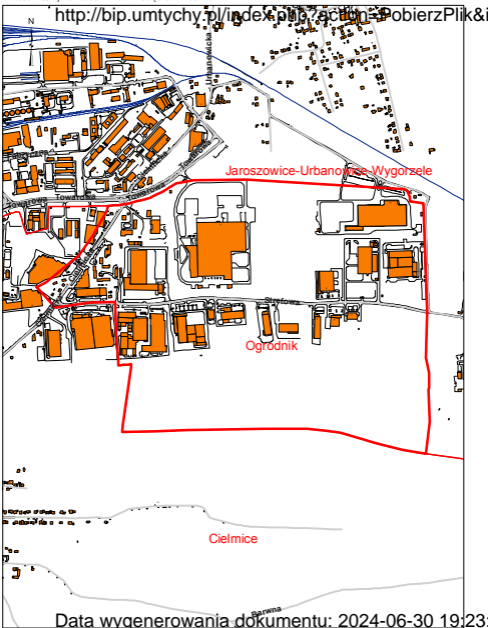 http://bip.umtychy.pl/index.php?action=PobierzPlik&i
N
Urbanowicka
Jaroszowice-Urbanowice-Wygorzele
Towarowa
Towarowa
Strefowa
Ogrodnik
Cielmice
Barwna
Data wygenerowania dokumentu: 2024-06-30 19:23: